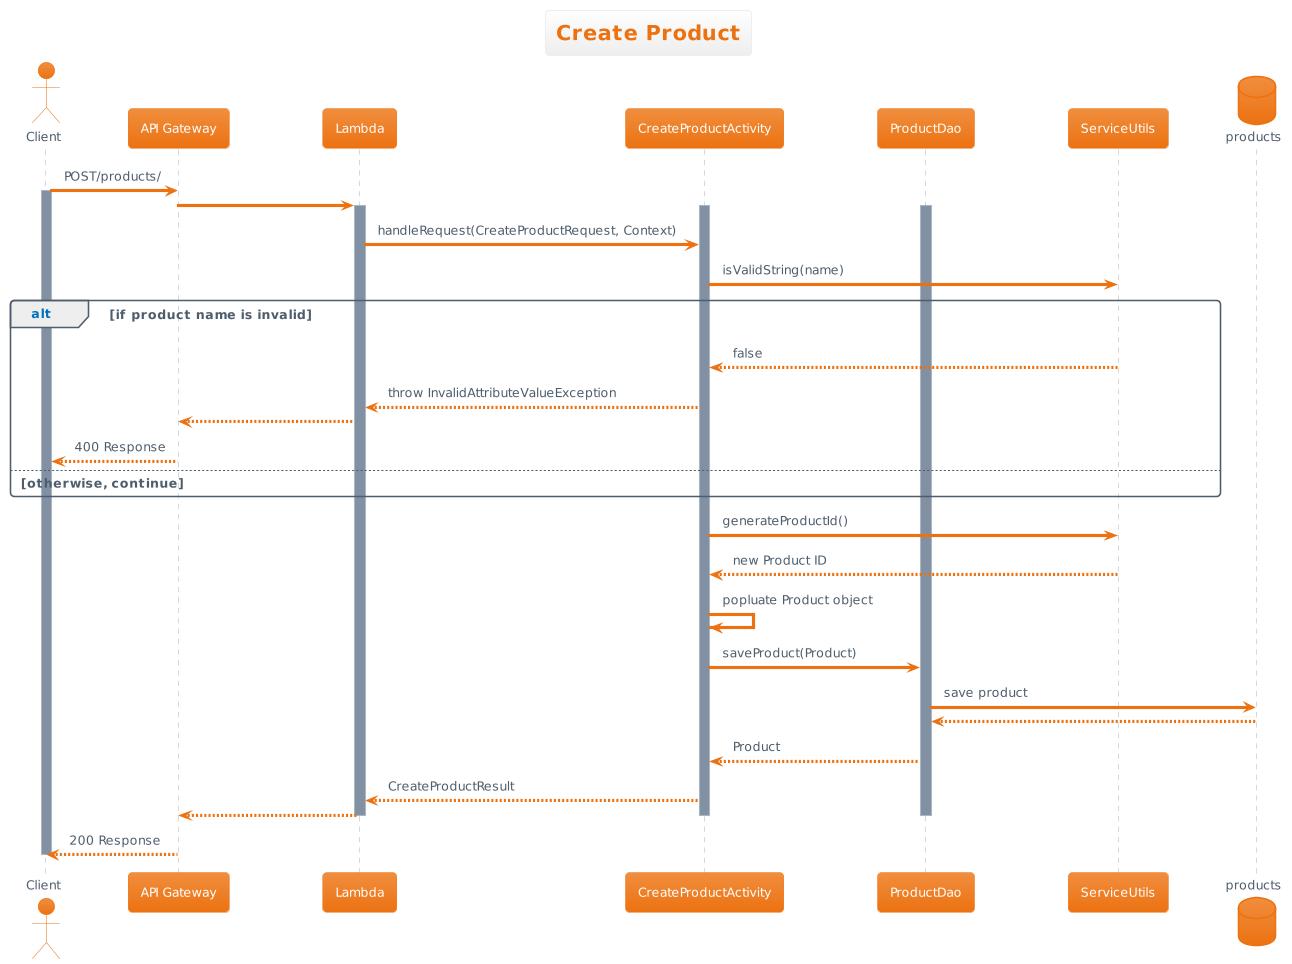 Create Product
Client
API Gateway
Lambda
CreateProductActivity
ProductDao
ServiceUtils
products
POST/products/
handleRequest(CreateProductRequest, Context)
isValidString(name)
alt [if product name is invalid]
false
throw InvalidAttributeValueException
400 Response
[otherwise, continue]
generateProductId()
new Product ID
popluate Product object
saveProduct(Product)
save product
Product
CreateProductResult
200 Response
Client
API Gateway
Lambda
CreateProductActivity
ProductDao
ServiceUtils
products